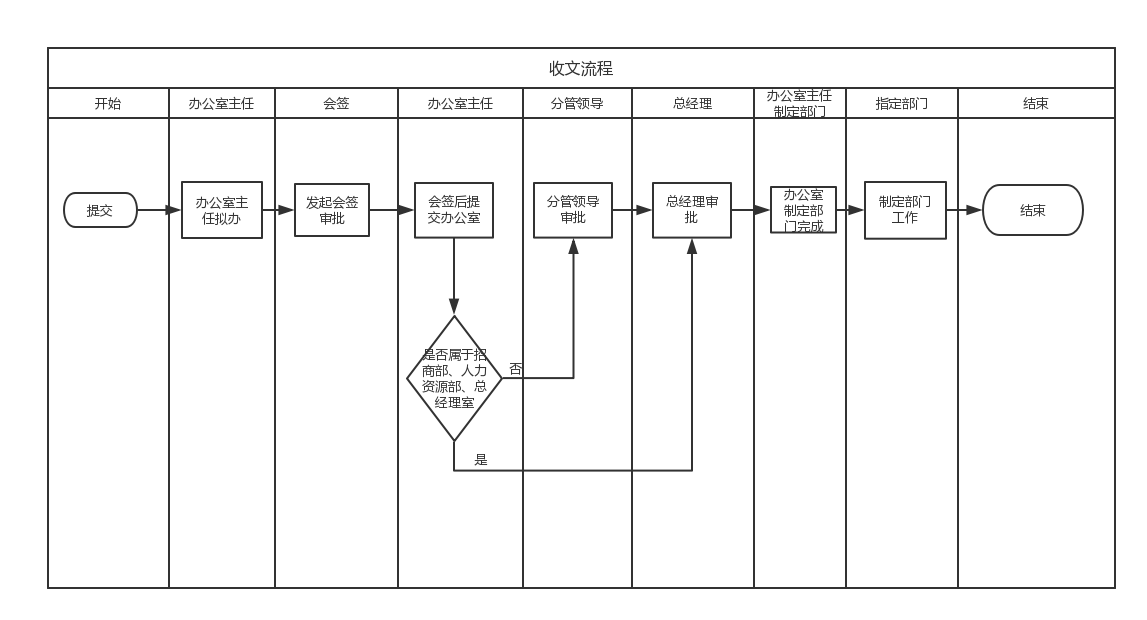 收文流程
开始
办公室主任
会签
办公室主任
分管领导
总经理
办公室主任
制定部门
指定部门
结束
提交
办公室主
任拟办
发起会签
审批
会签后提
交办公室
分管领导
审批
总经理审
批
办公室
制定部
门完成
制定部门
工作
结束
是否属于招
商部、人力
资源部、总
经理室
否
是